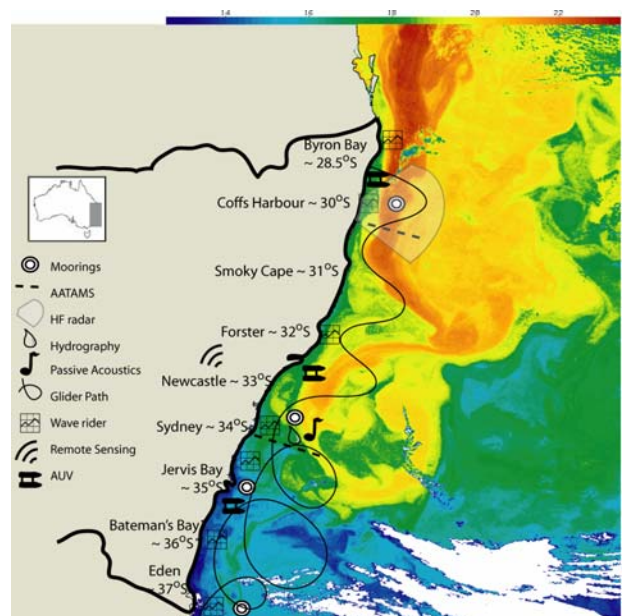 14 16 18 20 22
Byron Bay
~ 28.5°S
Coffs Harbour ~ 30°S
Smoky Cape ~ 31°S
Forster ~ 32°S
Newcastle ~ 33°S
Sydney ~ 34°S
Jervis Bay
~ 35°S
Bateman's Bay
~ 36°S
Eden
~37°S
Moorings
AATAMS
HF radar
Hydrography
Passive Acoustics
Glider Path
Wave rider
Remote Sensing
AUV